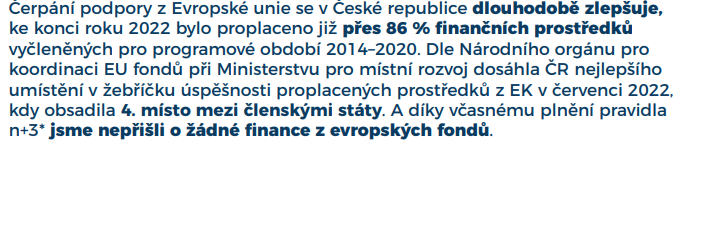 Čerpání podpory z Evropské unie se v České republice dlouhodobě zlepšuje,
ke konci roku 2022 bylo proplaceno již přes 86 % finančních prostředků
vyčleněných pro programové období 2014–2020. Dle Národního orgánu pro
koordinaci EU fondů při Ministerstvu pro místní rozvoj dosáhla ČR nejlepšího
umístění v žebříčku úspěšnosti proplacených prostředků z EK v červenci 2022,
kdy obsadila 4. místo mezi členskými státy. A díky včasnému plnění pravidla
n+3* jsme nepřišli o žádné finance z evropských fondů.